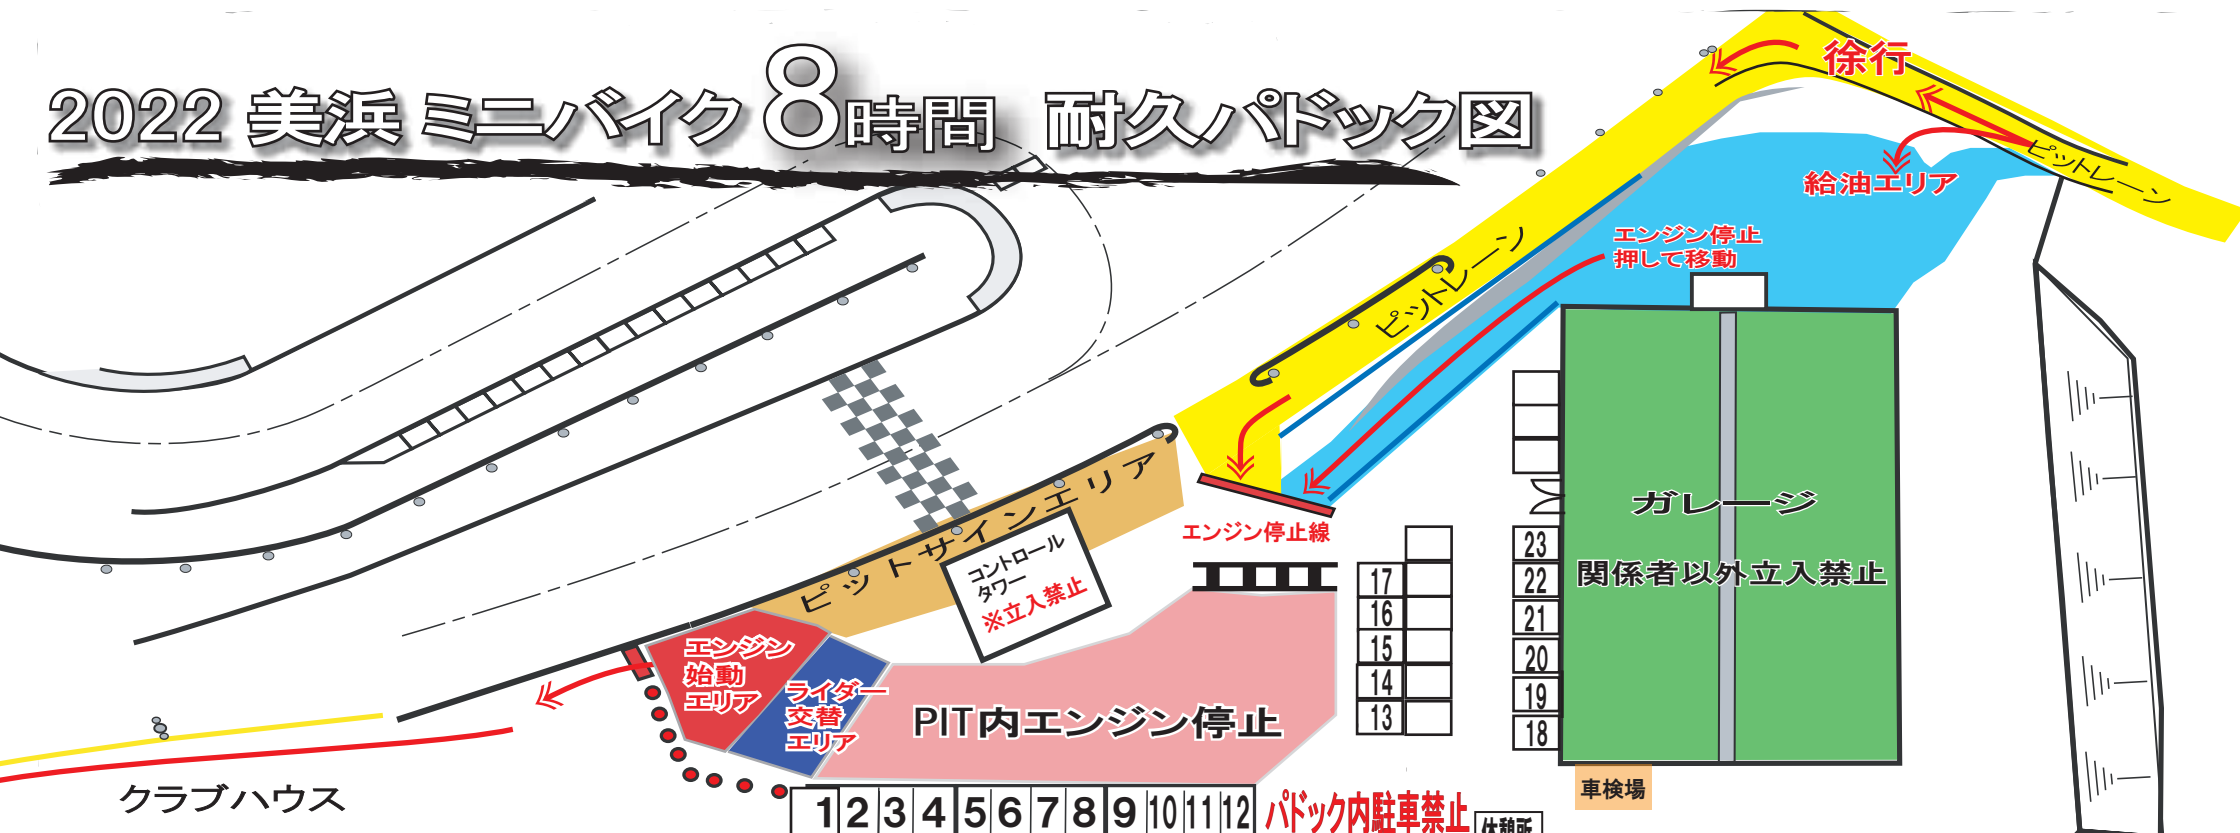 2022 美浜 ミニバイク 8時間 耐久パドック図
徐行
ピットレーン
給油エリア
エンジン停止
押して移動
ピットレーン
ピットサインエリア
コントロール
タワー
※立入禁止
エンジン停止線
ガレージ
関係者以外立入禁止
17
16
15
14
13
23
22
21
20
19
18
エンジン
始動
エリア
ライダー
交替
エリア
PIT内エンジン停止
クラブハウス
車検場
1 2 3 4 5 6 7 8 9 10 11 12
パドック内駐車禁止
休憩所